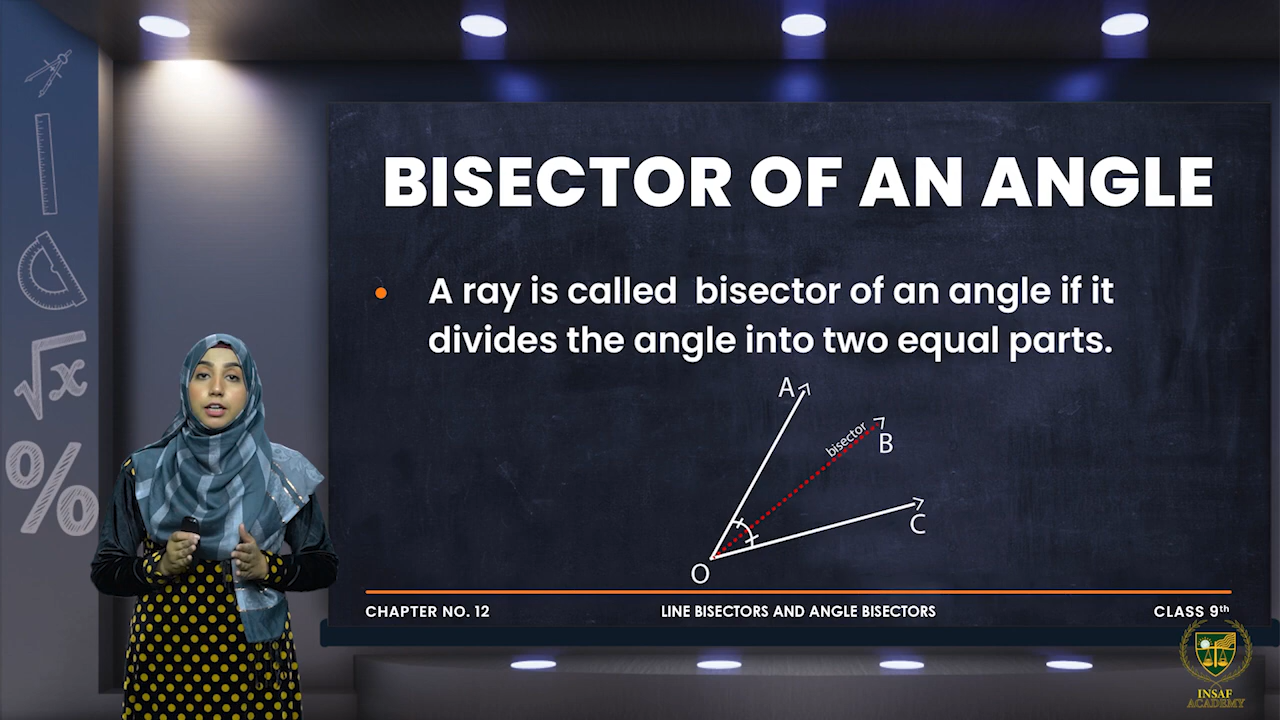 BISECTOR OF AN ANGLE
• A ray is called bisector of an angle if it
divides the angle into two equal parts.
A
bisector
B
C
O
CHAPTER NO. 12
LINE BISECTORS AND ANGLE BISECTORS
CLASS 9th
√x
%
INSAF
ACADEMY